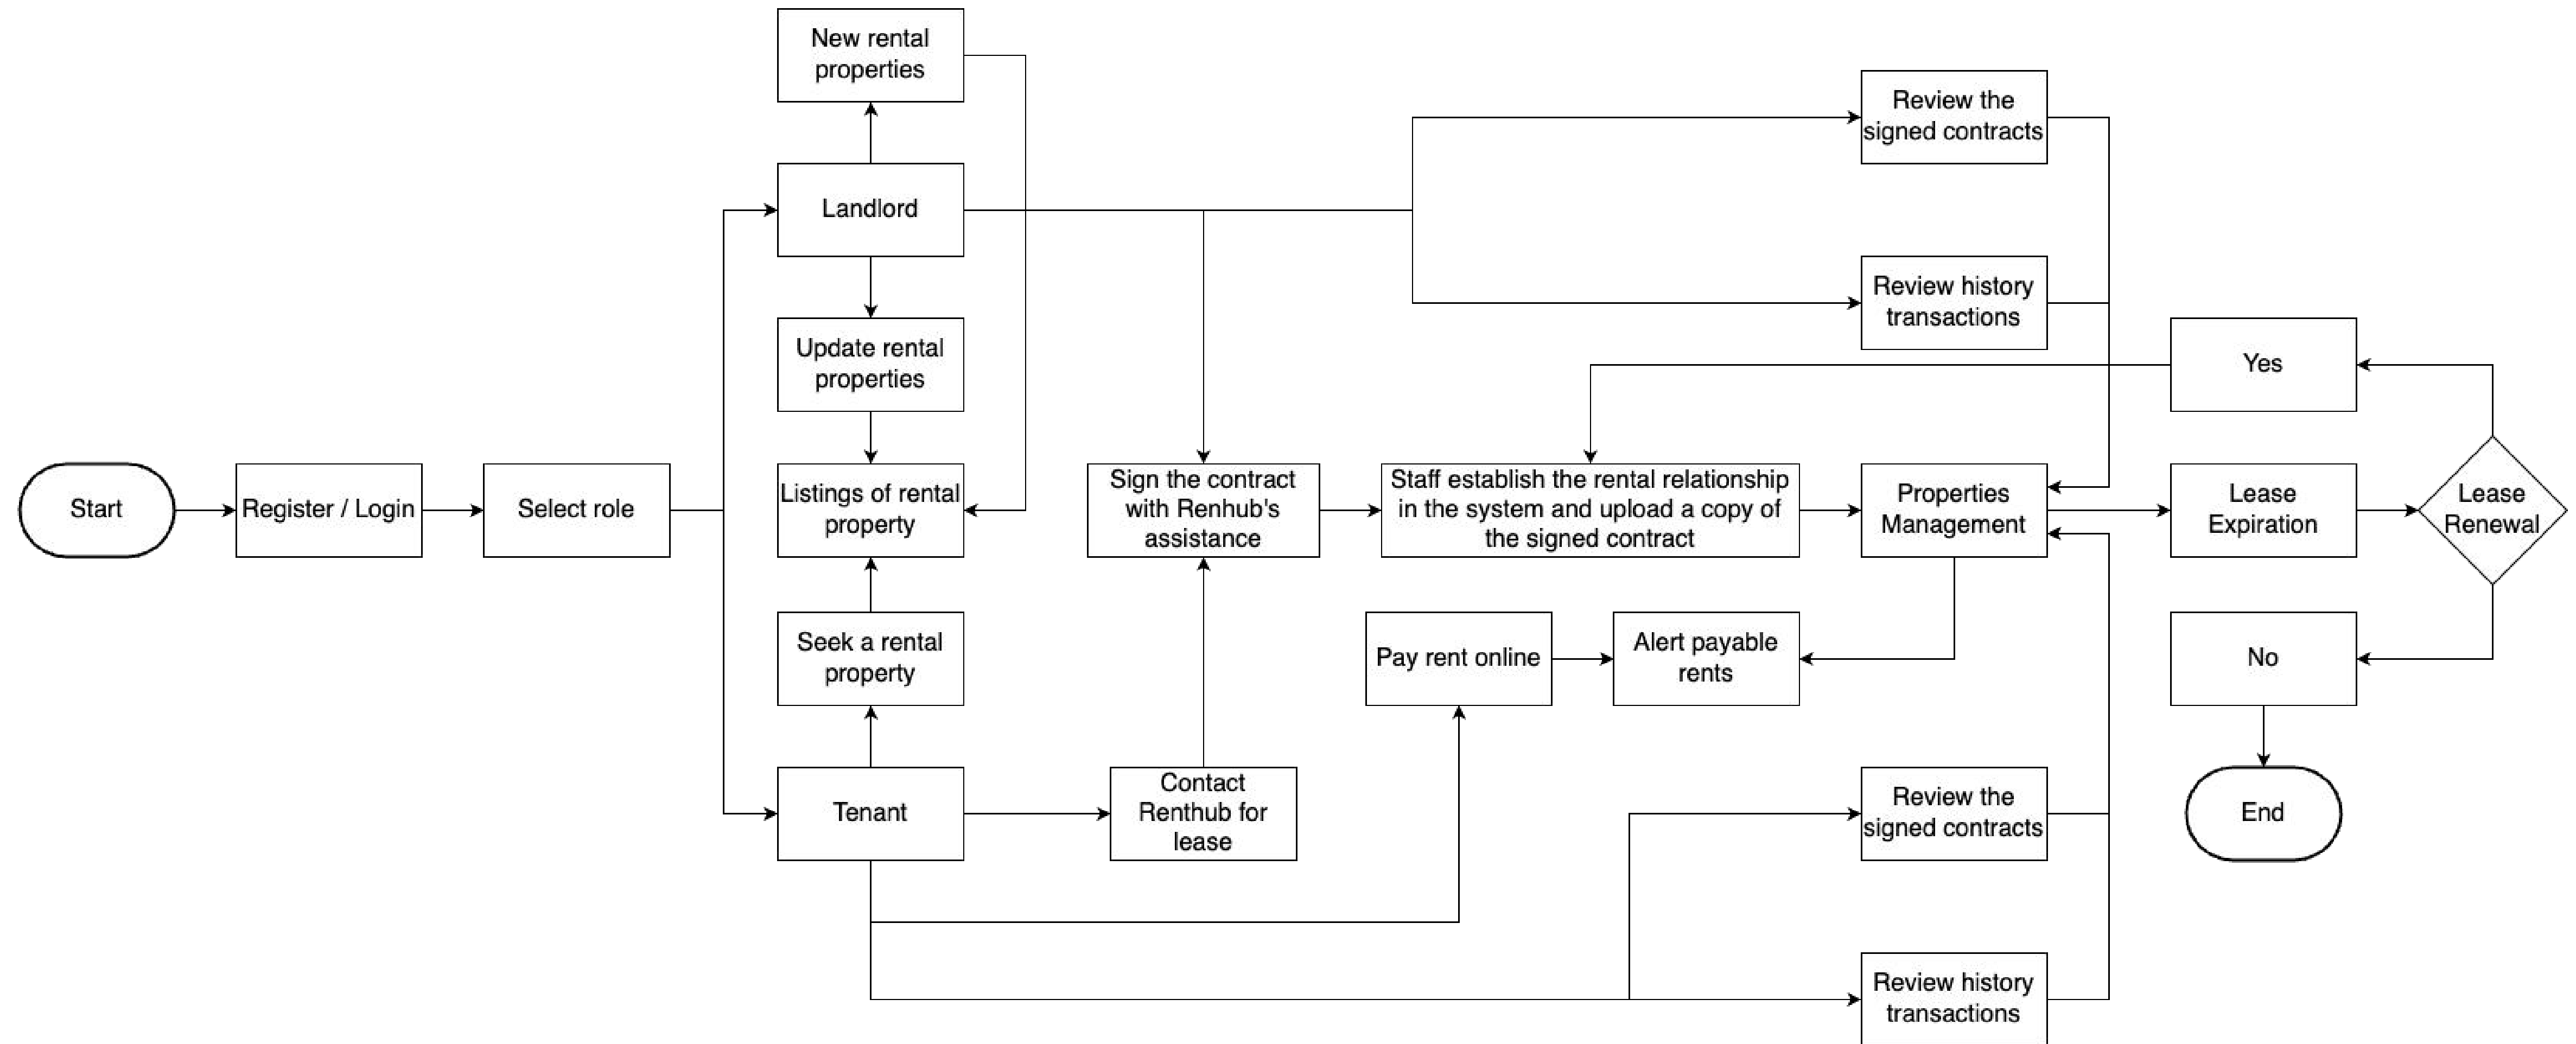 New rental
properties
Review the
signed contracts
Landlord
Review history
transactions
Update rental
properties
Yes
Start
Register / Login
Select role
Listings of rental
property
Sign the contract
with Renhub's
assistance
Staff establish the rental relationship
in the system and upload a copy of
the signed contract
Properties
Management
Lease
Expiration
Lease
Renewal
Seek a rental
property
Pay rent online
Alert payable
rents
No
Tenant
Contact
Renthub for
lease
Review the
signed contracts
End
Review history
transactions